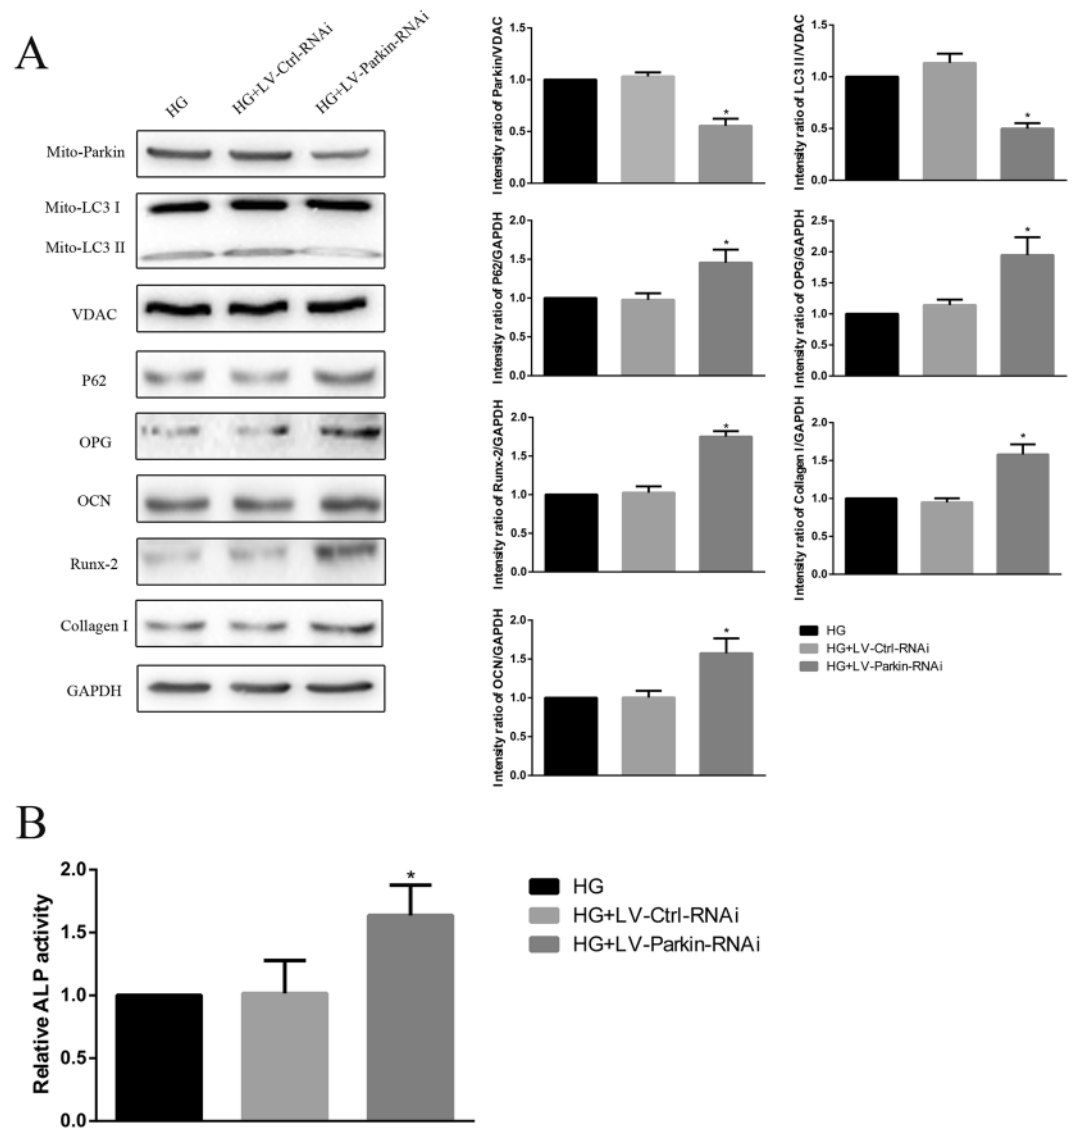 A
HG
HG+LV-Ctrl-RNAi
HG+LV-Parkin-RNAi
Mito-Parkin
Mito-LC3 I
Mito-LC3 II
VDAC
P62
OPG
OCN
Runx-2
Collagen I
GAPDH
Intensity ratio of Parkin/VDAC
1.5
1.0
0.5
0.0
*
Intensity ratio of LC3 II/VDAC
1.5
1.0
0.5
0.0
*
Intensity ratio of P62/GAPDH
2.0
1.5
1.0
0.5
0.0
*
Intensity ratio of OPG/GAPDH
2.5
2.0
1.5
1.0
0.5
0.0
*
Intensity ratio of Runx-2/GAPDH
2.0
1.5
1.0
0.5
0.0
*
Intensity ratio of Collagen I/GAPDH
2.0
1.5
1.0
0.5
0.0
*
Intensity ratio of OCN/GAPDH
2.0
1.5
1.0
0.5
0.0
*
HG
HG+LV-Ctrl-RNAi
HG+LV-Parkin-RNAi
B
Relative ALP activity
2.0
1.5
1.0
0.5
0.0
*
HG
HG+LV-Ctrl-RNAi
HG+LV-Parkin-RNAi